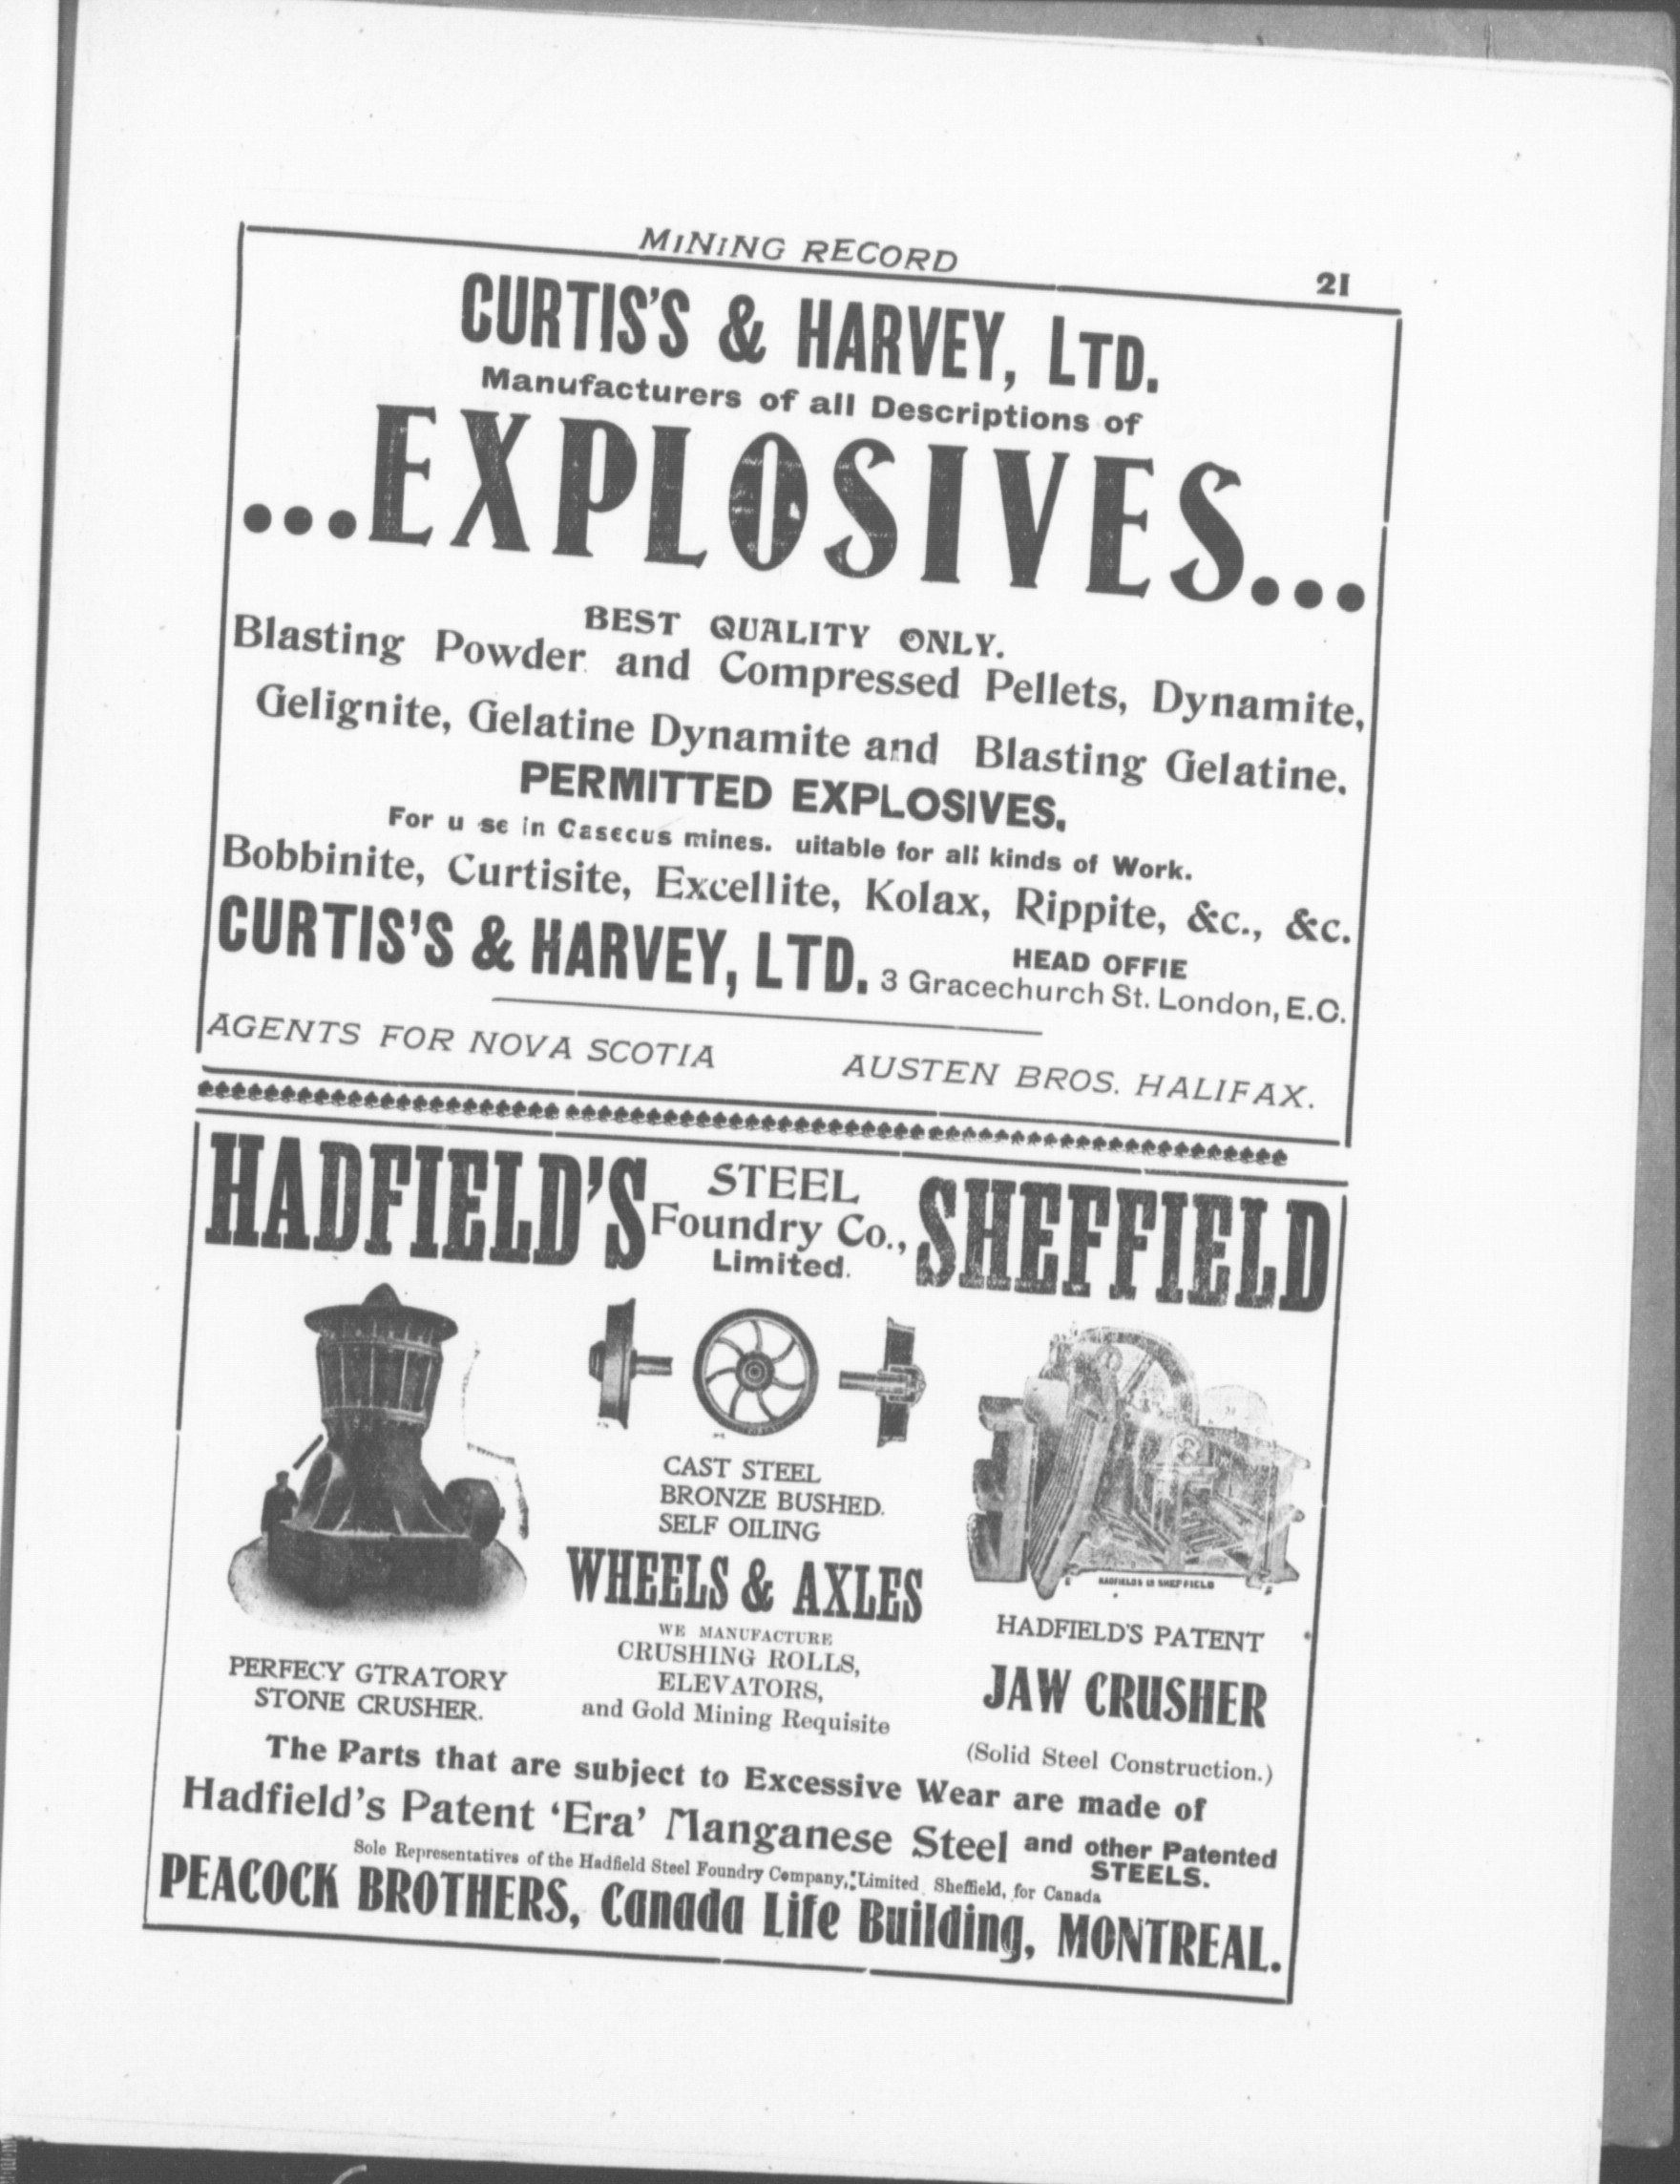 MINING RECORD
21
CURTIS'S & HARVEY, LTD.
Manufacturers of all Descriptions of
...EXPLOSIVES...
BEST QUALITY ONLY.
Blasting Powder and Compressed Pellets, Dynamite,
Gelignite, Gelatine Dynamite and Blasting Gelatine.
PERMITTED EXPLOSIVES.
For u se in Casecus mines. uitable for all kinds of Work.
Bobbinite, Curtisite, Excellite, Kolax, Rippite, &c., &c.
CURTIS'S & HARVEY, LTD. HEAD OFFIE
3 Gracechurch St. London, E.C.
AGENTS FOR NOVA SCOTIA AUSTEN BROS. HALIFAX.
HADFIELD'S STEEL Foundry Co., Limited. SHEFFIELD
CAST STEEL
BRONZE BUSHED.
SELF OILING
WHEELS & AXLES
WE MANUFACTURE
CRUSHING ROLLS,
ELEVATORS,
and Gold Mining Requisite
PERFECY GTRATORY
STONE CRUSHER.
HADFIELDS LD SHEFFIELD
HADFIELD'S PATENT
JAW CRUSHER
(Solid Steel Construction.)
The Parts that are subject to Excessive Wear are made of
Hadfield's Patent 'Era' Manganese Steel and other Patented
STEELS.
Sole Representatives of the Hadfield Steel Foundry Company, Limited Sheffield, for Canada
PEACOCK BROTHERS, Canada Life Building, MONTREAL.